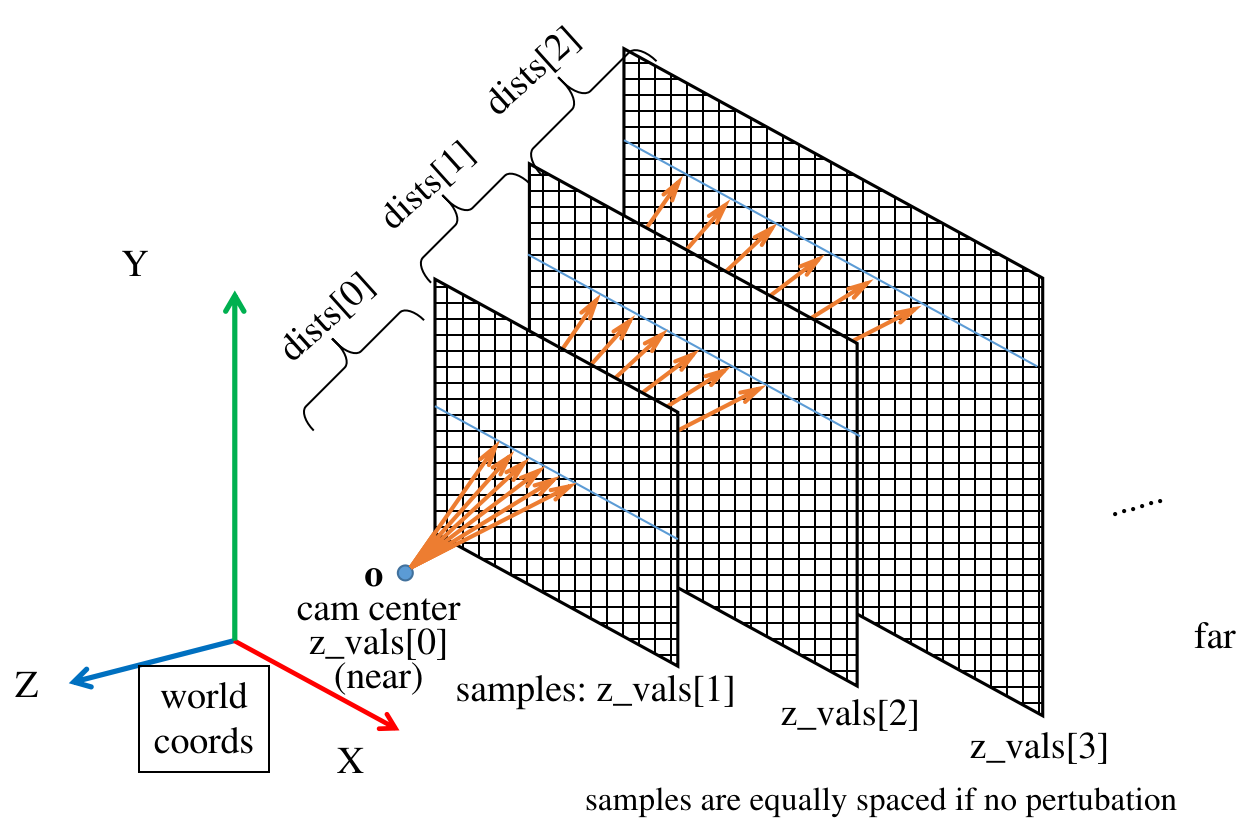 dists[2]
dists[1]
dists[0]
Y
o
cam center
z_vals[0]
(near)
far
Z
world
coords
X
samples: z_vals[1]
z_vals[2]
z_vals[3]
samples are equally spaced if no pertubation